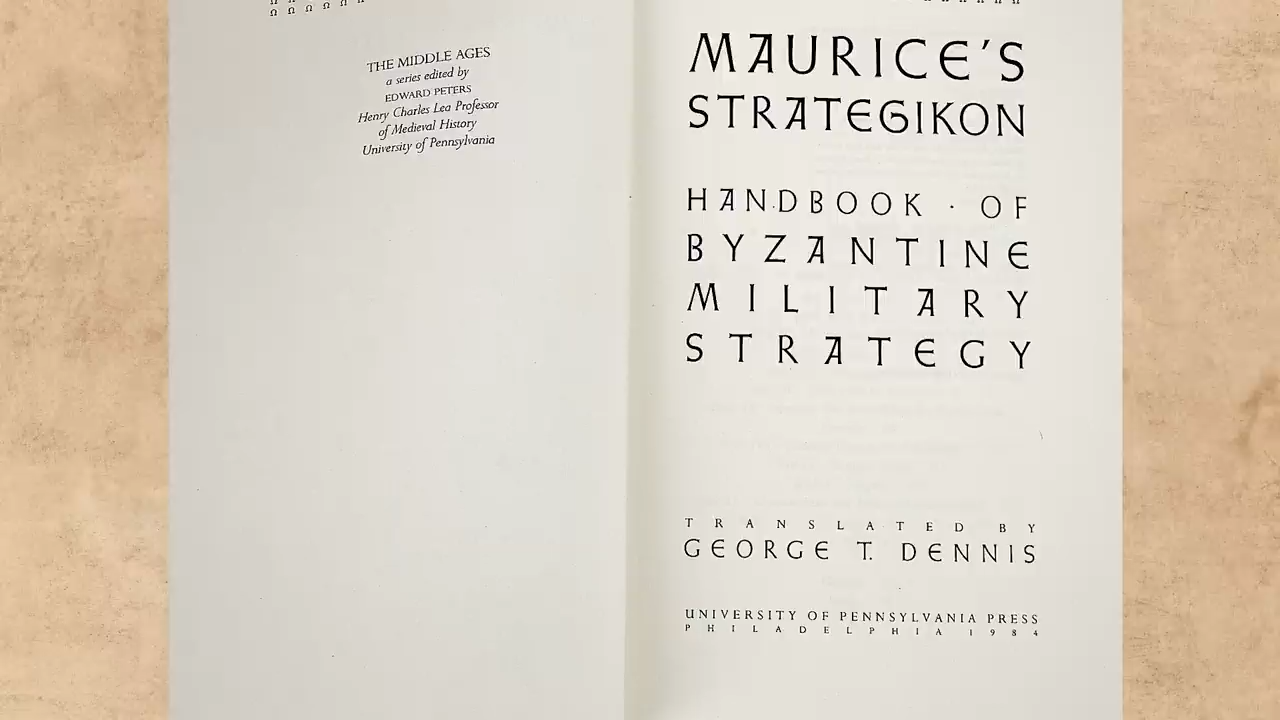 THE MIDDLE AGES
a series edited by
EDWARD PETERS
Henry Charles Lea Professor
of Medieval History
University of Pennsylvania
MAURICE'S
STRATEGIKON
HANDBOOK · OF
BYZANTINE
MILITARY
STRATEGY
TRANSLATED BY
GEORGE T. DENNIS
UNIVERSITY OF PENNSYLVANIA PRESS
PHILADELPHIA 1984